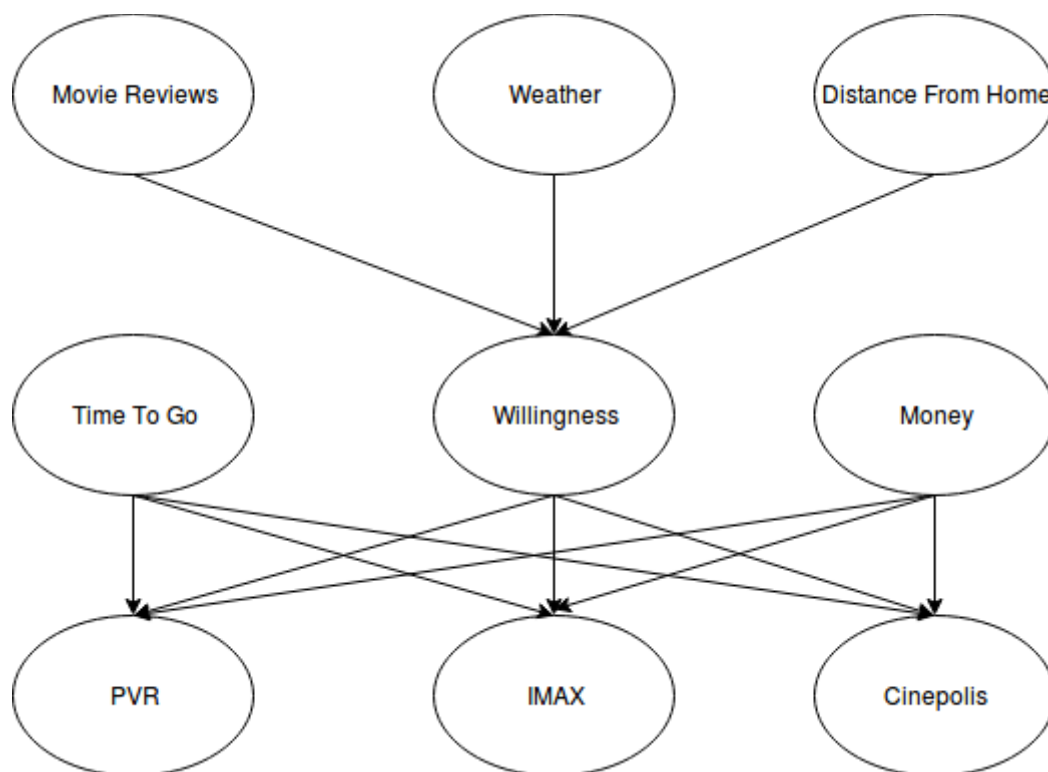 Movie Reviews
Weather
Distance From Home
Time To Go
Willingness
Money
PVR
IMAX
Cinepolis